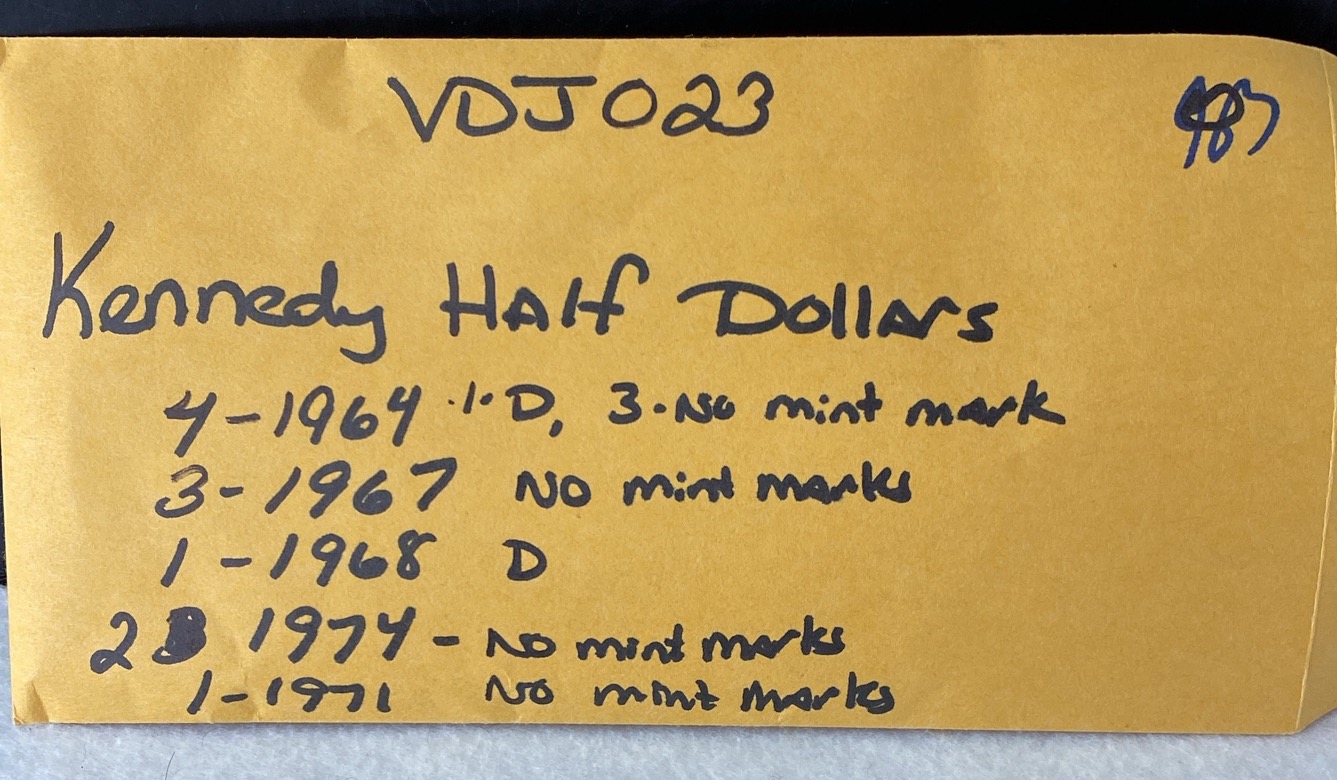 VDJ023
Kennedy Half Dollars
4-1964 ·1· D, 3-No mint mark
3-1967 No mint marks
1-1968 D
2 1974- No mint marks
1-1971 No mint marks